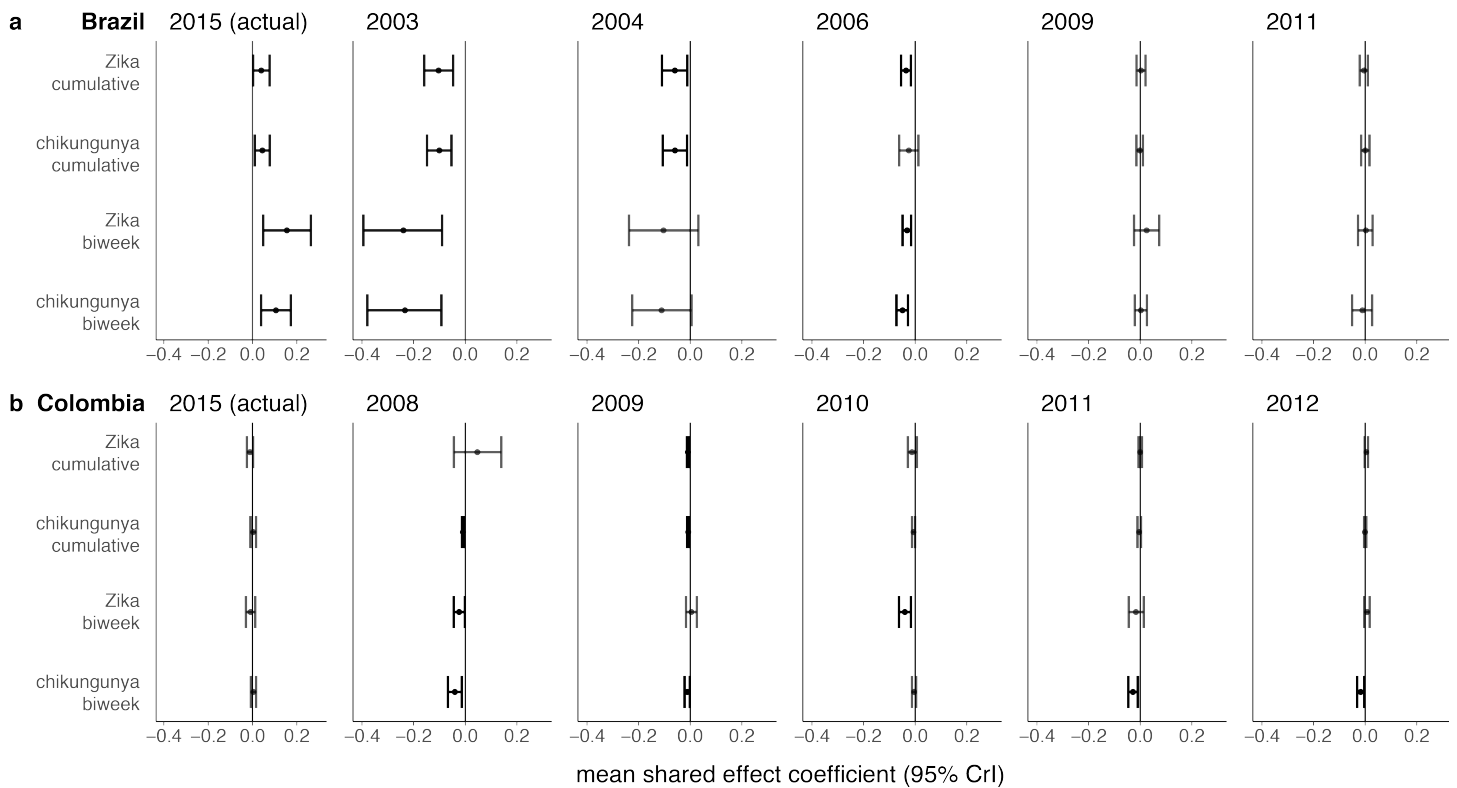 a Brazil 2015 (actual) 2003 2004 2006 2009 2011
Zika
cumulative
chikungunya
cumulative
Zika
biweek
chikungunya
biweek
−0.4 −0.2 0.0 0.2 −0.4 −0.2 0.0 0.2 −0.4 −0.2 0.0 0.2 −0.4 −0.2 0.0 0.2 −0.4 −0.2 0.0 0.2 −0.4 −0.2 0.0 0.2
b Colombia 2015 (actual) 2008 2009 2010 2011 2012
Zika
cumulative
chikungunya
cumulative
Zika
biweek
chikungunya
biweek
−0.4 −0.2 0.0 0.2 −0.4 −0.2 0.0 0.2 −0.4 −0.2 0.0 0.2 −0.4 −0.2 0.0 0.2 −0.4 −0.2 0.0 0.2 −0.4 −0.2 0.0 0.2
mean shared effect coefficient (95% CrI)